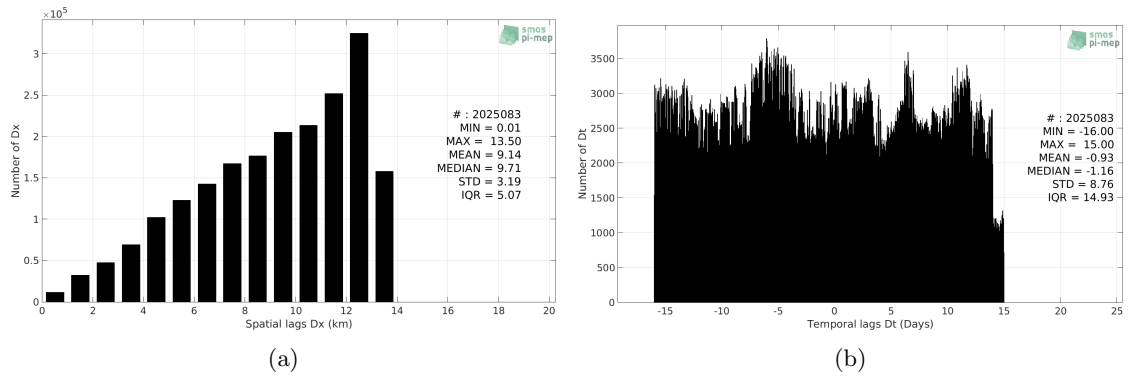 ×10⁵
3
2.5
2
1.5
1
0.5
0
Number of Dx
0 2 4 6 8 10 12 14 16 18 20
Spatial lags Dx (km)
smos
pi-mep
# : 2025083
MIN = 0.01
MAX = 13.50
MEAN = 9.14
MEDIAN = 9.71
STD = 3.19
IQR = 5.07
(a)
3500
3000
2500
2000
1500
1000
500
0
Number of Dt
-15 -10 -5 0 5 10 15 20 25
Temporal lags Dt (Days)
smos
pi-mep
# : 2025083
MIN = -16.00
MAX = 15.00
MEAN = -0.93
MEDIAN = -1.16
STD = 8.76
IQR = 14.93
(b)